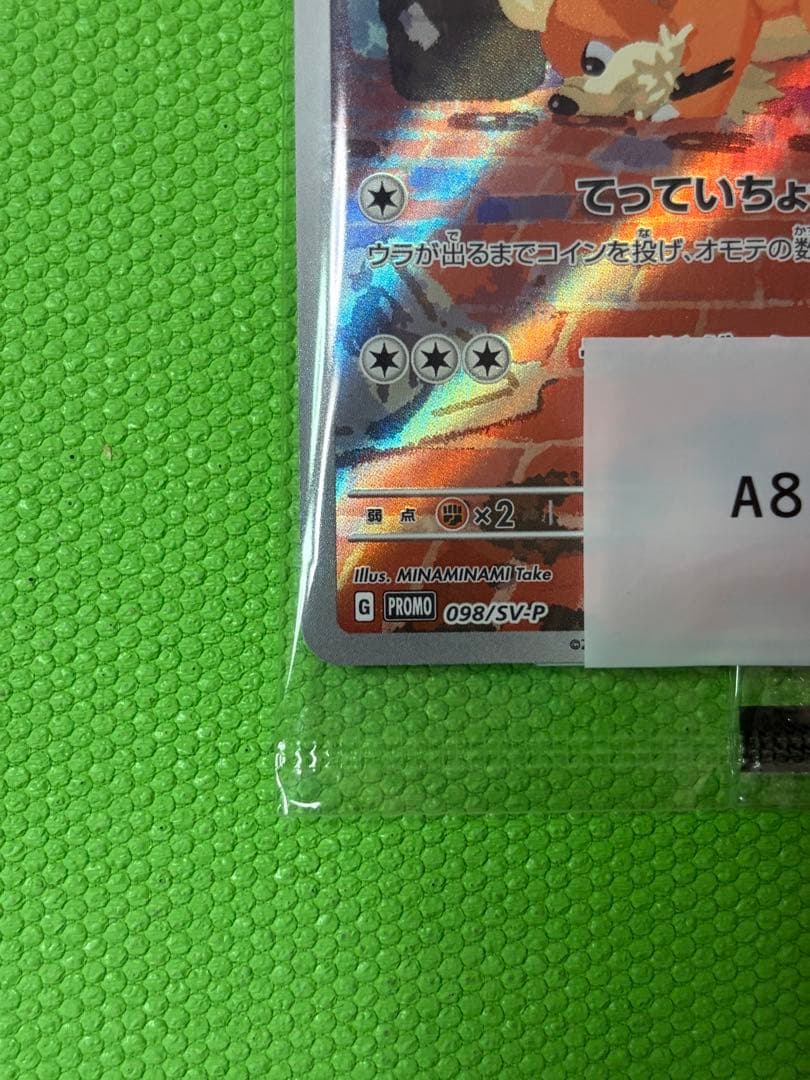 てっていちょ
ウラが出るまでコインを投げ、オモテの数
A8
弱 点 ×2
Illus. MINAMINAMI Take
G PROMO 098/SV-P
©